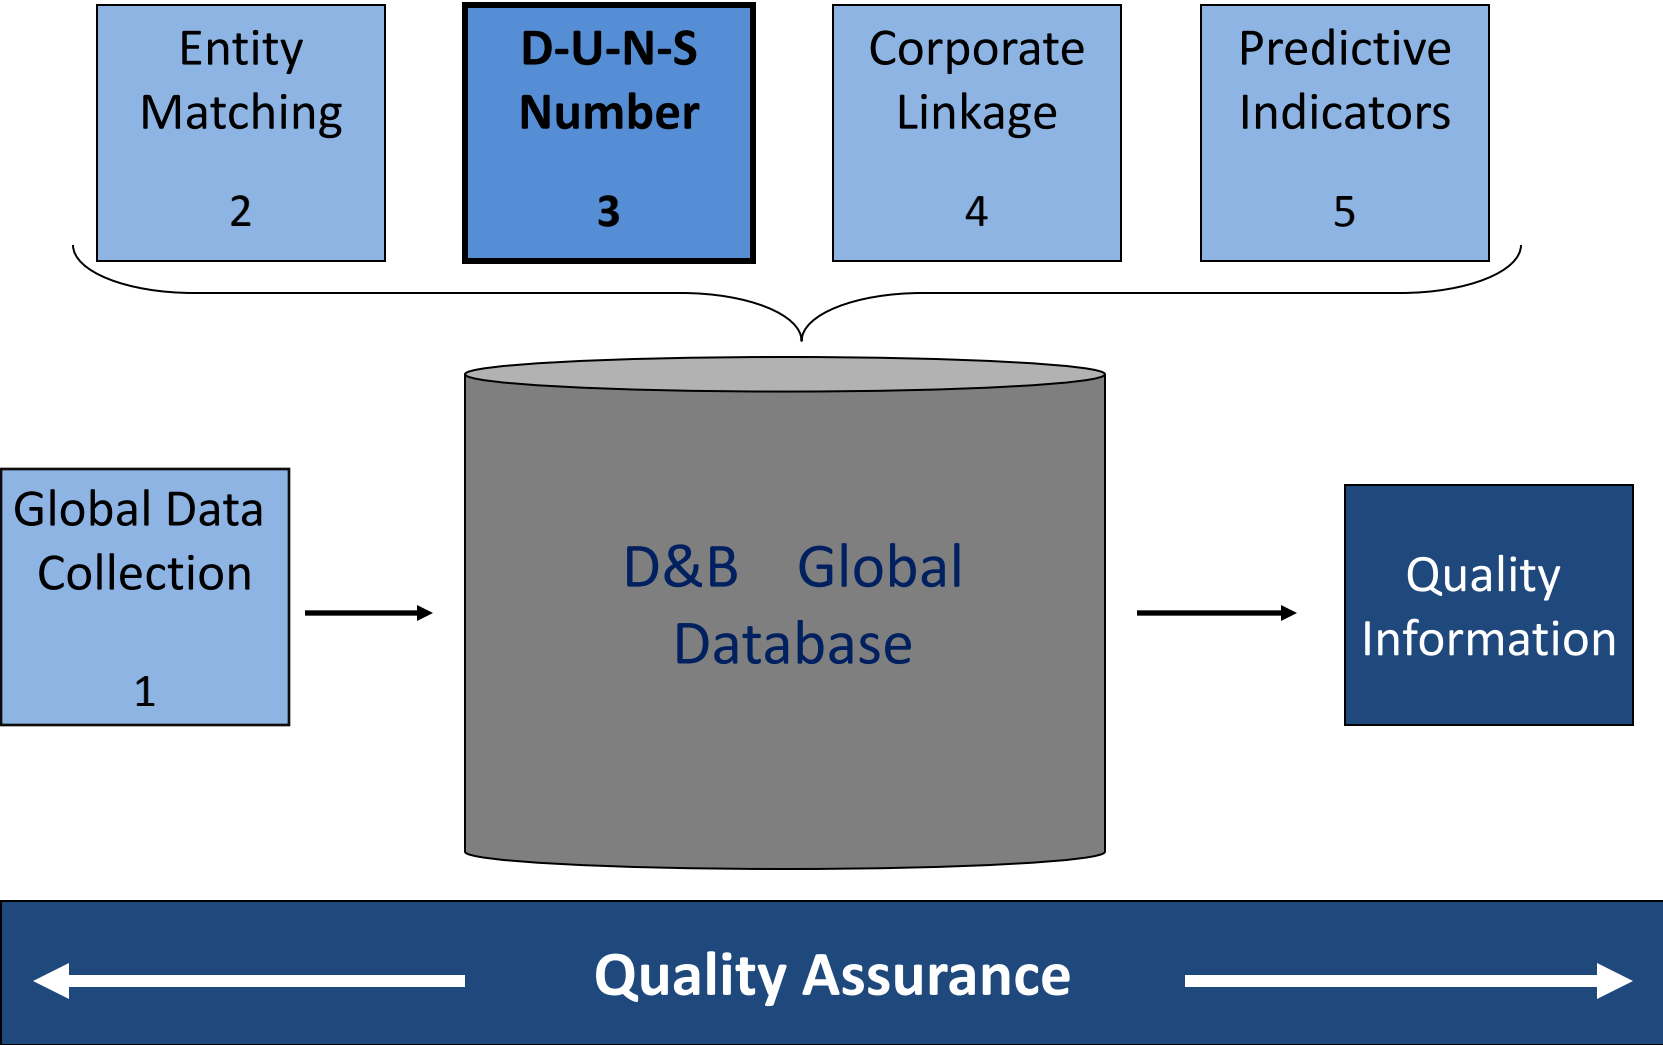 Entity
Matching
2
D-U-N-S
Number
3
Corporate
Linkage
4
Predictive
Indicators
5
Global Data
Collection
1
D&B Global
Database
Quality
Information
Quality Assurance